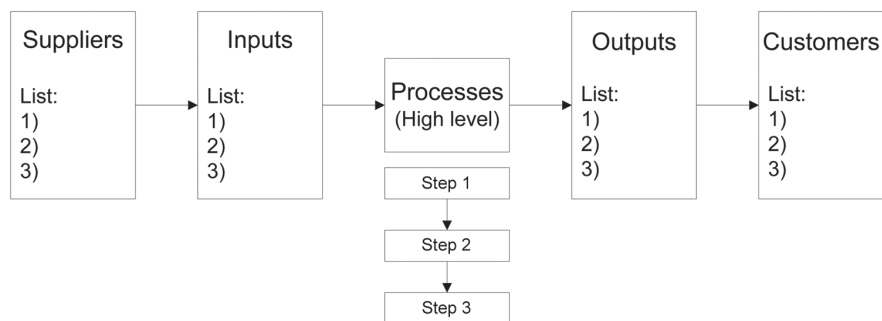 Suppliers
List:
1)
2)
3)
Inputs
List:
1)
2)
3)
Processes
(High level)
Step 1
Step 2
Step 3
Outputs
List:
1)
2)
3)
Customers
List:
1)
2)
3)